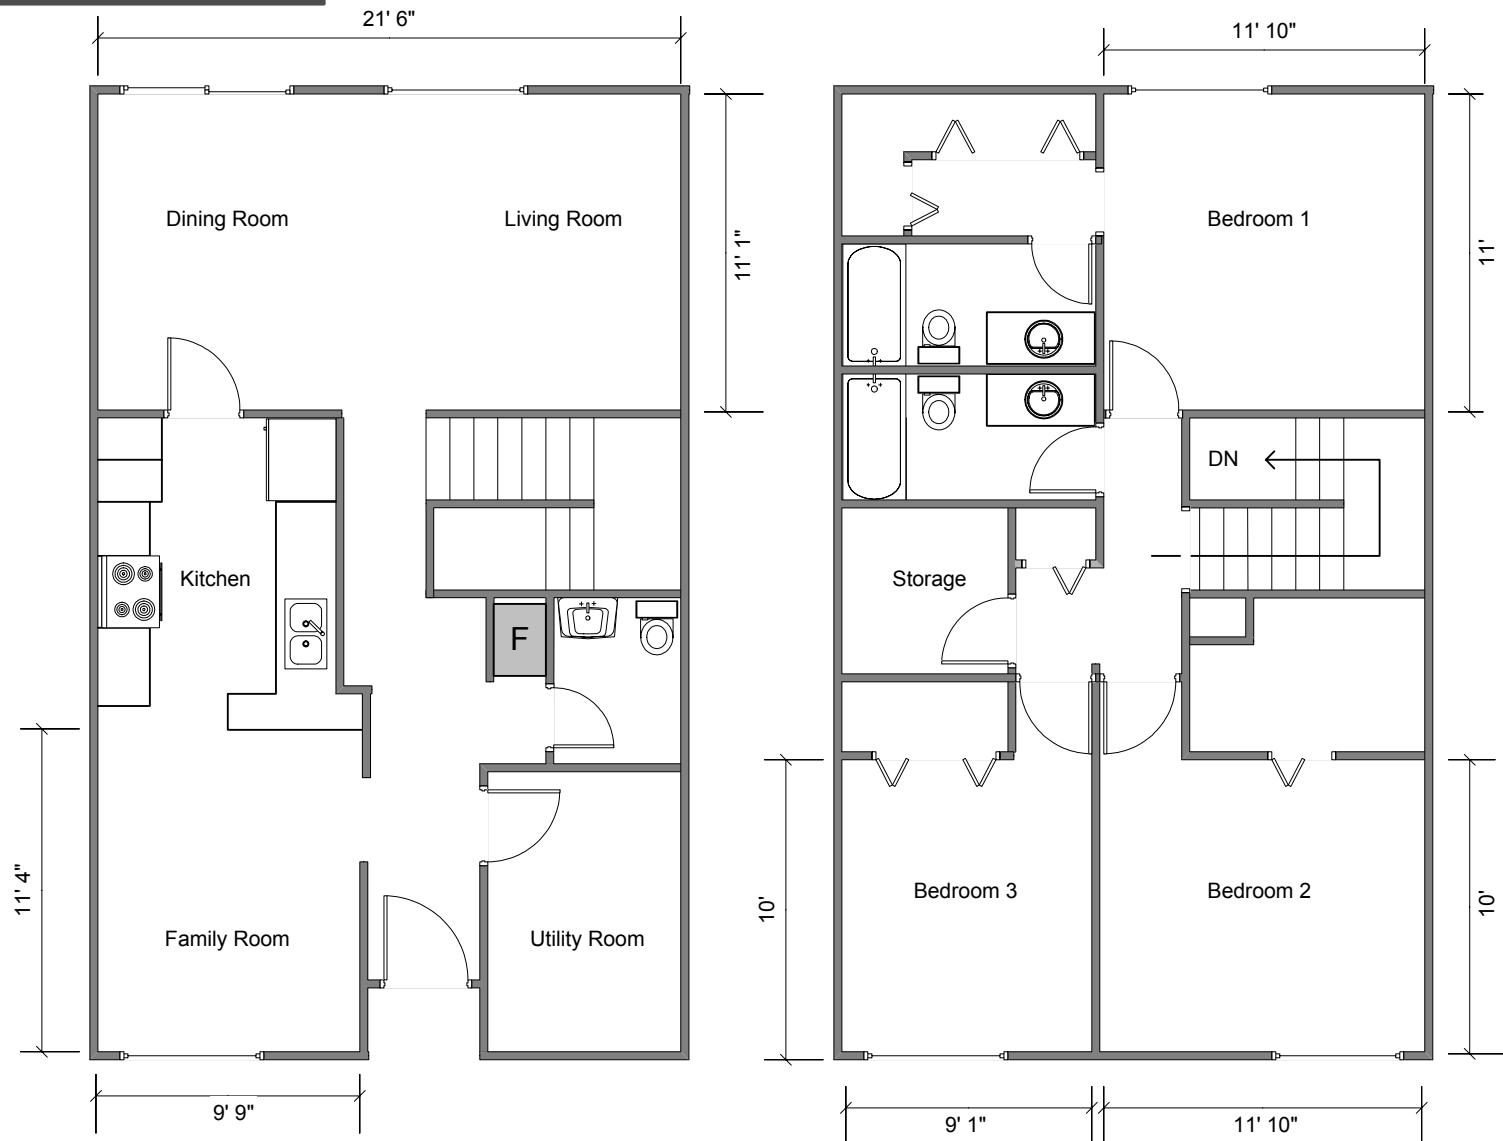 21' 6"
11' 10"
Dining Room
Living Room
11' 1"
Bedroom 1
11'
DN
Kitchen
Storage
F
11' 4"
Family Room
Utility Room
10'
Bedroom 3
Bedroom 2
10'
9' 9"
9' 1"
11' 10"